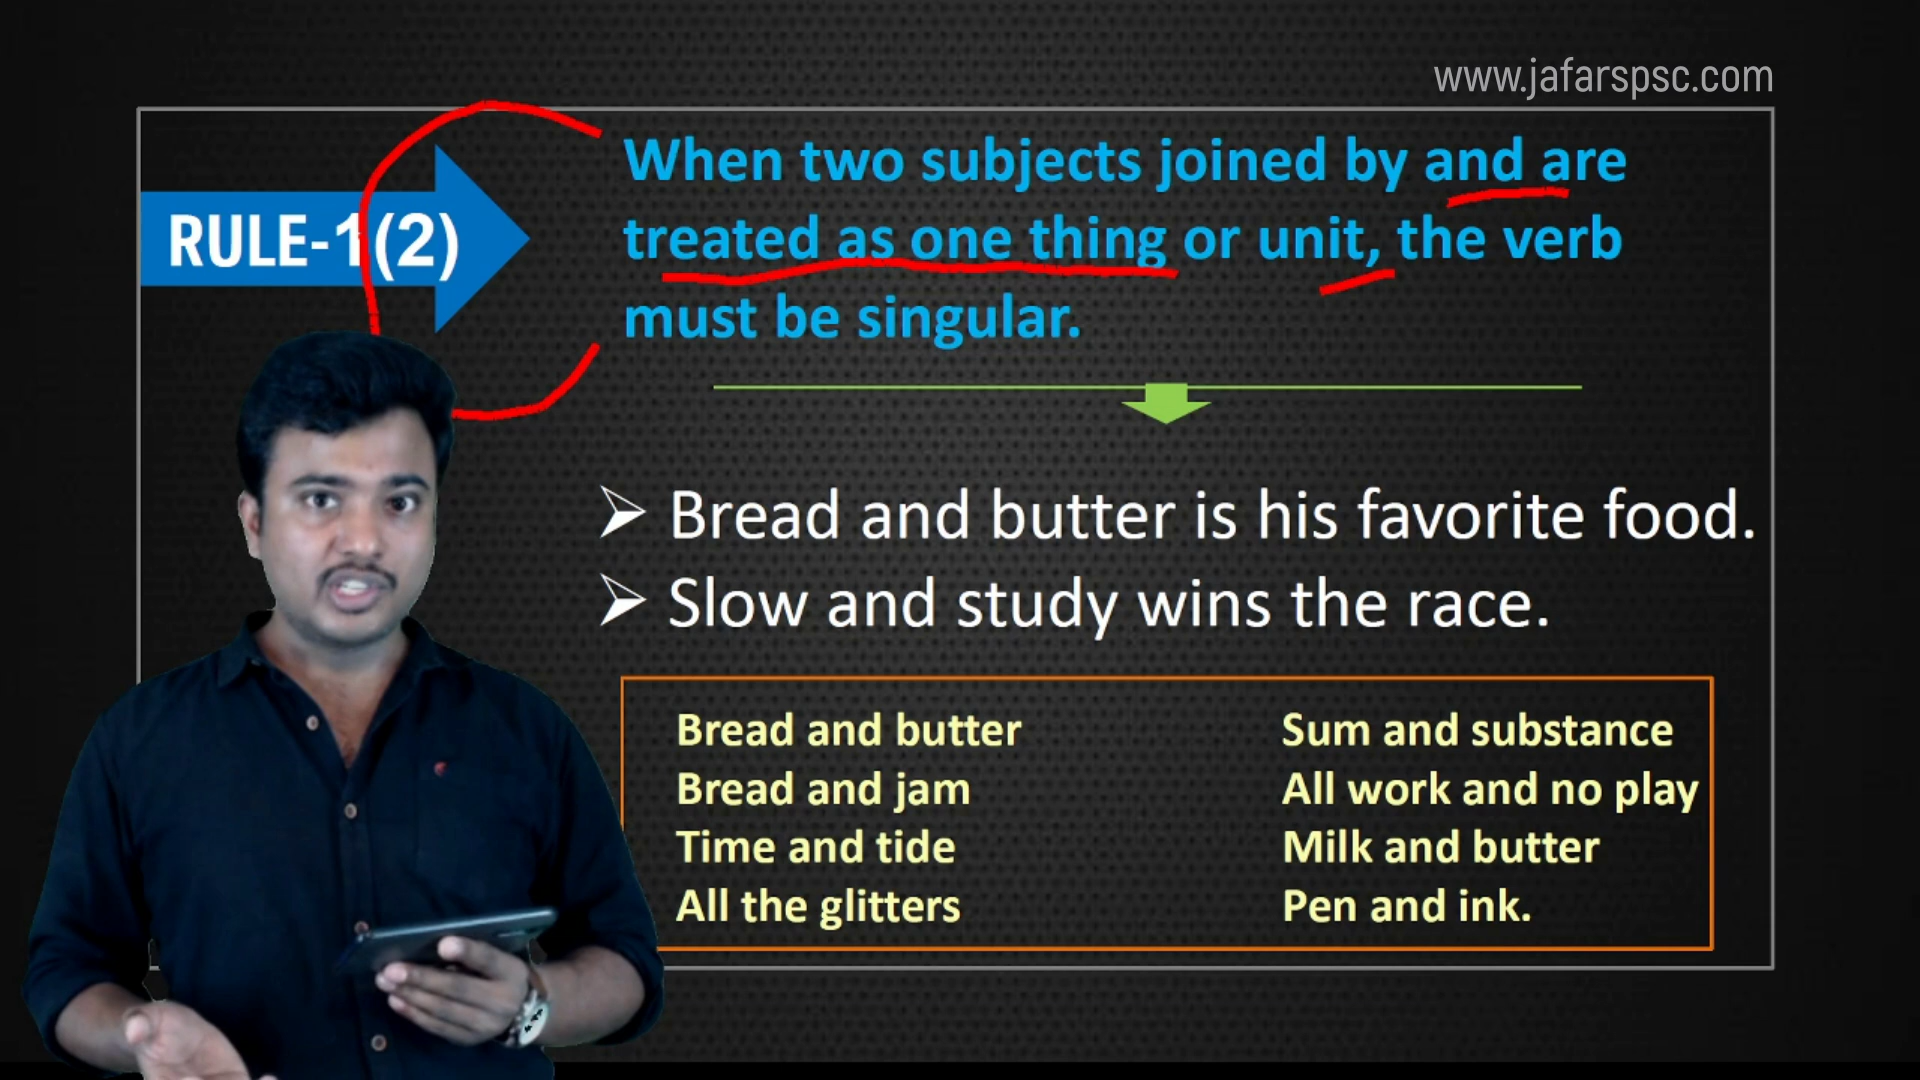 www.jafarspsc.com
RULE-1(2)
When two subjects joined by and are
treated as one thing or unit, the verb
must be singular.
Bread and butter is his favorite food.
Slow and study wins the race.
Bread and butter
Bread and jam
Time and tide
All the glitters
Sum and substance
All work and no play
Milk and butter
Pen and ink.